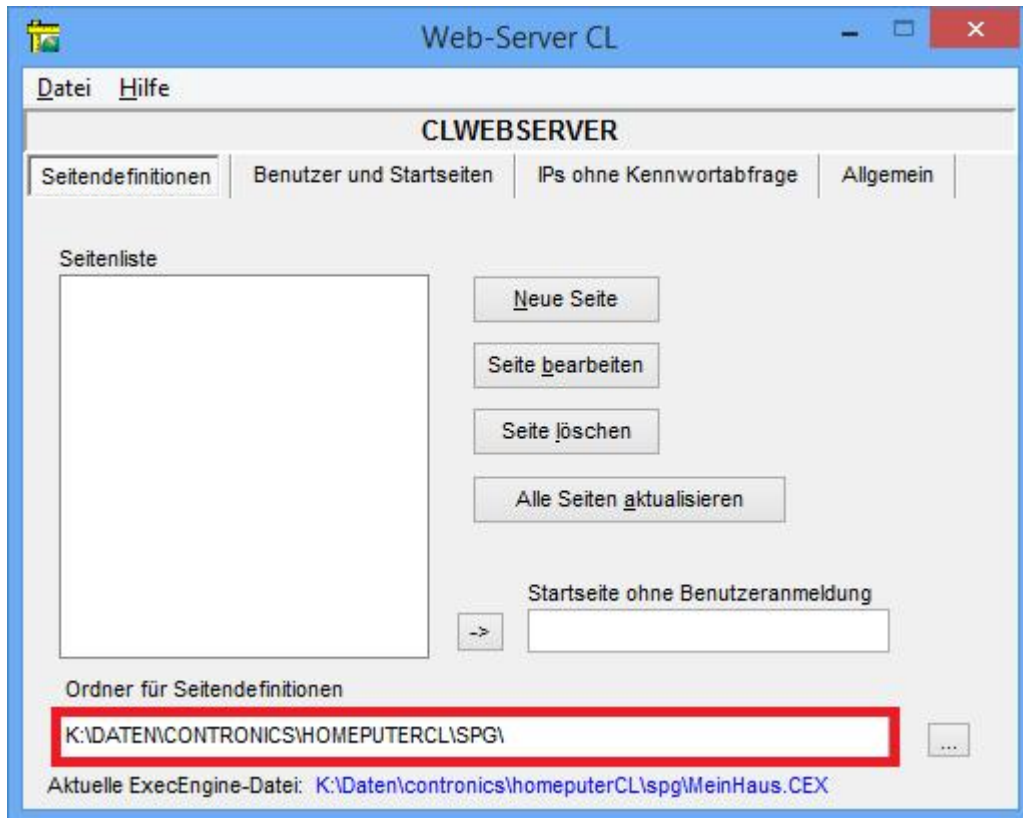 Web-Server CL
Datei Hilfe
CLWEBSERVER
Seitendefinitionen Benutzer und Startseiten IPs ohne Kennwortabfrage Allgemein
Seitenliste
Neue Seite
Seite bearbeiten
Seite löschen
Alle Seiten aktualisieren
Startseite ohne Benutzeranmeldung
->
Ordner für Seitendefinitionen
K:\DATEN\CONTRONICS\HOMEPUTERCL\SPG\
...
Aktuelle ExecEngine-Datei: K:\Daten\contronics\homeputerCL\spg\MeinHaus.CEX